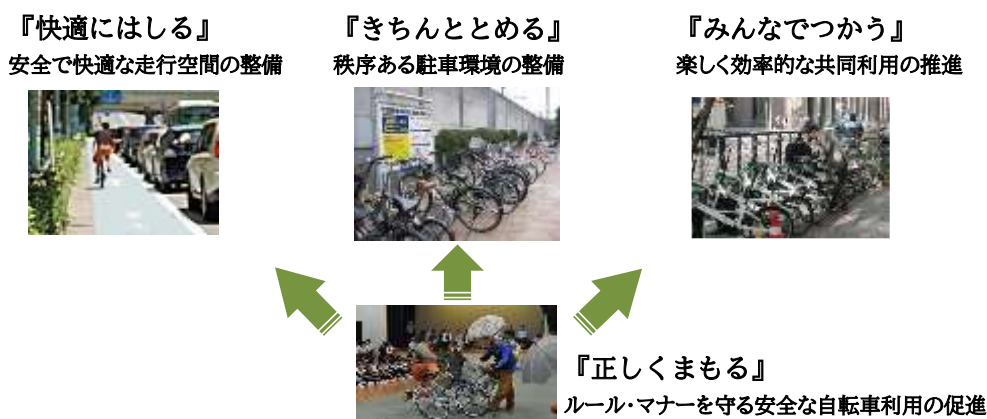 『快適にはしる』
安全で快適な走行空間の整備
『きちんととめる』
秩序ある駐車環境の整備
『みんなでつかう』
楽しく効率的な共同利用の推進
『正しくまもる』
ルール・マナーを守る安全な自転車利用の促進